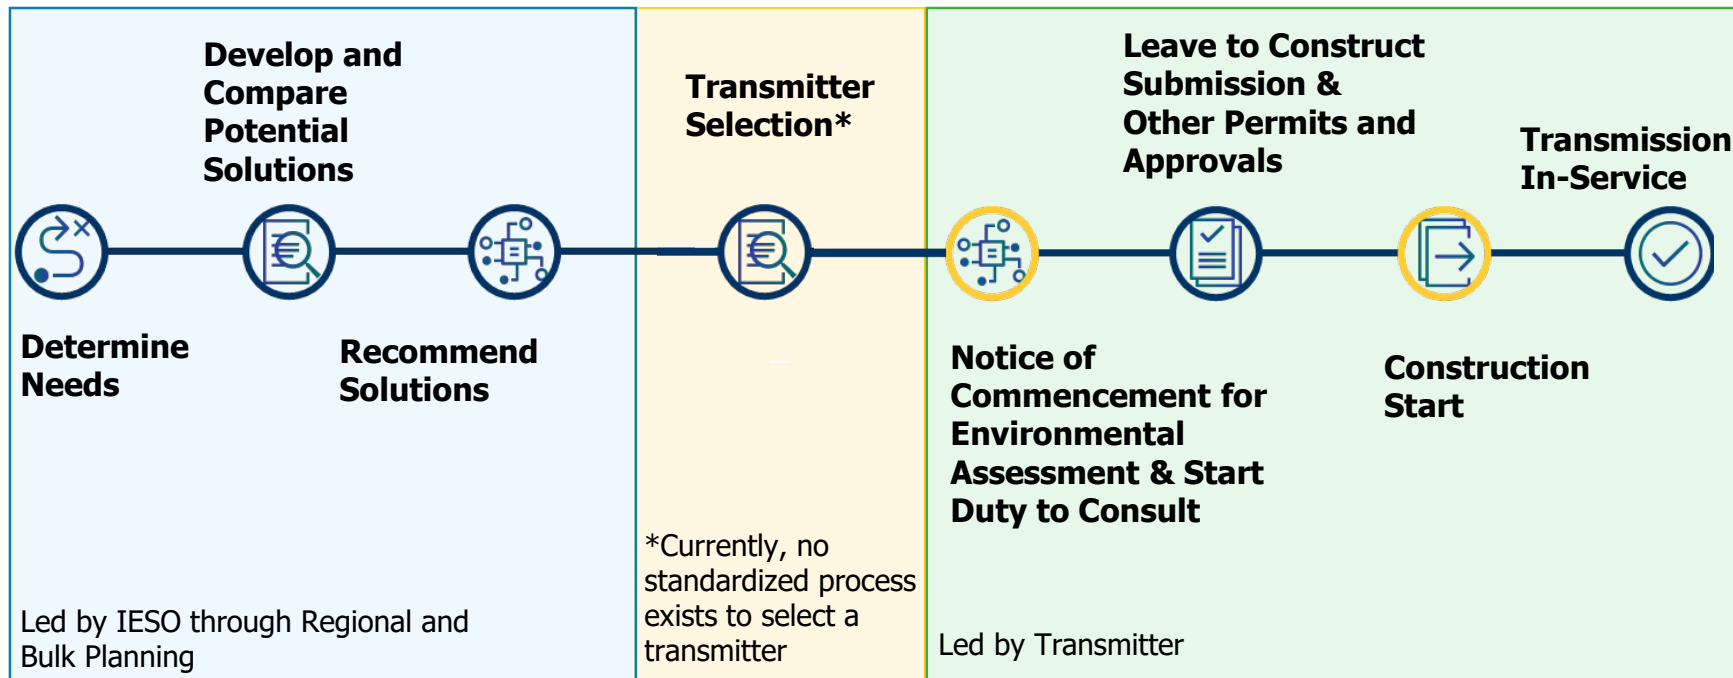 Develop and
Compare
Potential
Solutions
Determine
Needs
Recommend
Solutions
Led by IESO through Regional and
Bulk Planning
Transmitter
Selection*
*Currently, no
standardized process
exists to select a
transmitter
Leave to Construct
Submission &
Other Permits and
Approvals
Transmission
In-Service
Notice of
Commencement for
Environmental
Assessment & Start
Duty to Consult
Construction
Start
Led by Transmitter